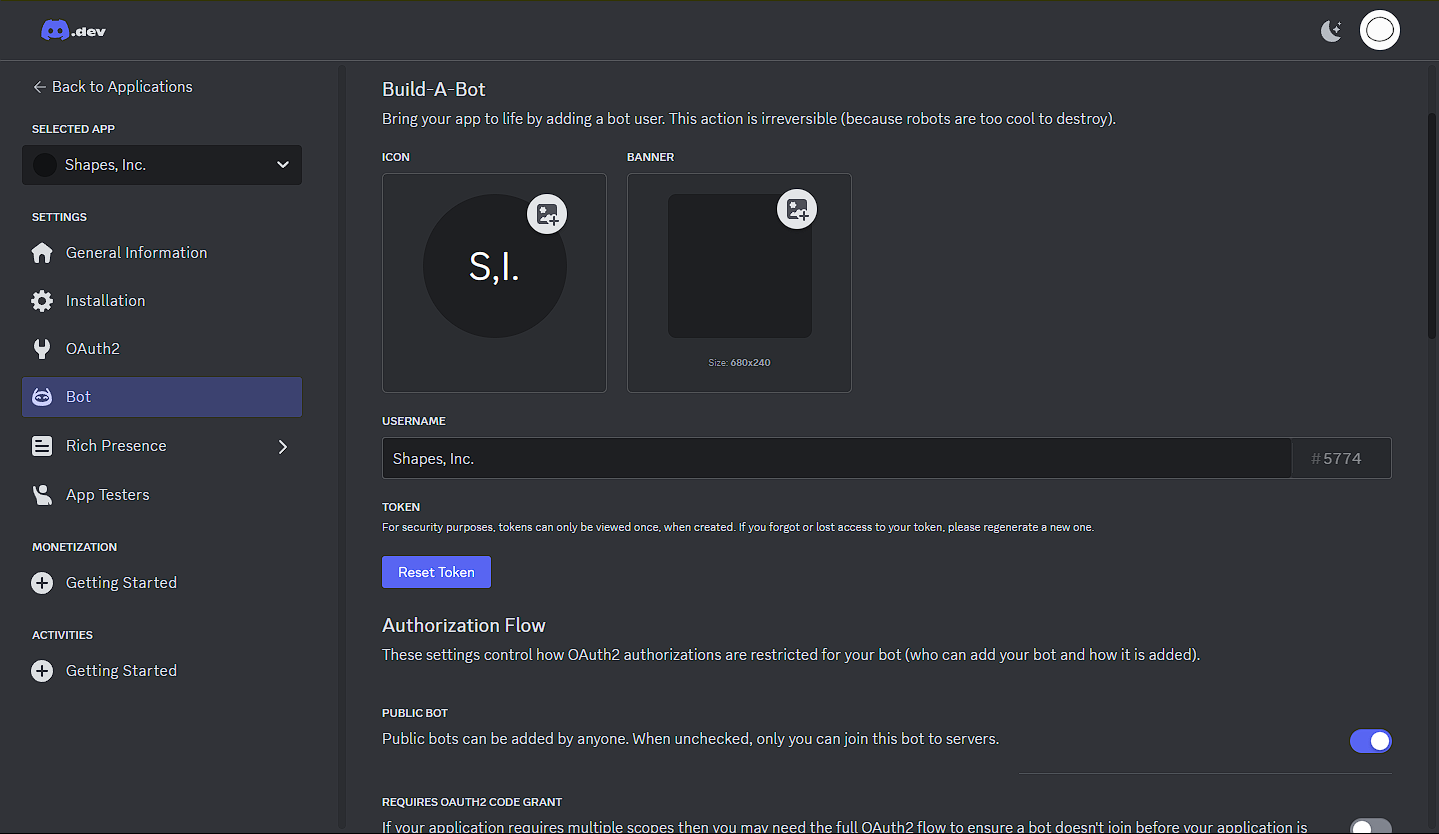 .dev
Back to Applications
SELECTED APP
Shapes, Inc.
SETTINGS
General Information
Installation
OAuth2
Bot
Rich Presence
App Testers
MONETIZATION
Getting Started
ACTIVITIES
Getting Started
Build-A-Bot
Bring your app to life by adding a bot user. This action is irreversible (because robots are too cool to destroy).
ICON
BANNER
S,I.
Size: 680x240
USERNAME
Shapes, Inc.
#5774
TOKEN
For security purposes, tokens can only be viewed once, when created. If you forgot or lost access to your token, please regenerate a new one.
Reset Token
Authorization Flow
These settings control how OAuth2 authorizations are restricted for your bot (who can add your bot and how it is added).
PUBLIC BOT
Public bots can be added by anyone. When unchecked, only you can join this bot to servers.
REQUIRES OAUTH2 CODE GRANT
If your application requires multiple scopes then you may need the full OAuth2 flow to ensure a bot doesn't join before your application is